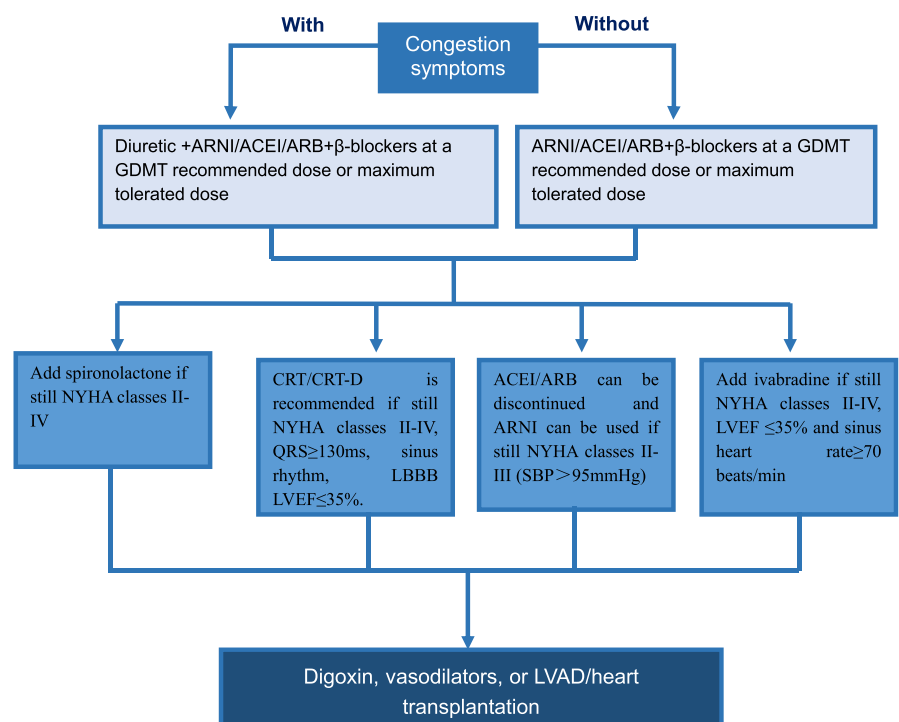 With
Congestion
symptoms
Without
Diuretic +ARNI/ACEI/ARB+β-blockers at a
GDMT recommended dose or maximum
tolerated dose
ARNI/ACEI/ARB+β-blockers at a GDMT
recommended dose or maximum
tolerated dose
Add spironolactone if
still NYHA classes II-
IV
CRT/CRT-D is
recommended if still
NYHA classes II-IV,
QRS≥130ms, sinus
rhythm, LBBB
LVEF≤35%.
ACEI/ARB can be
discontinued and
ARNI can be used if
still NYHA classes II-
III (SBP＞95mmHg)
Add ivabradine if still
NYHA classes II-IV,
LVEF ≤35% and sinus
heart rate≥70
beats/min
Digoxin, vasodilators, or LVAD/heart
transplantation